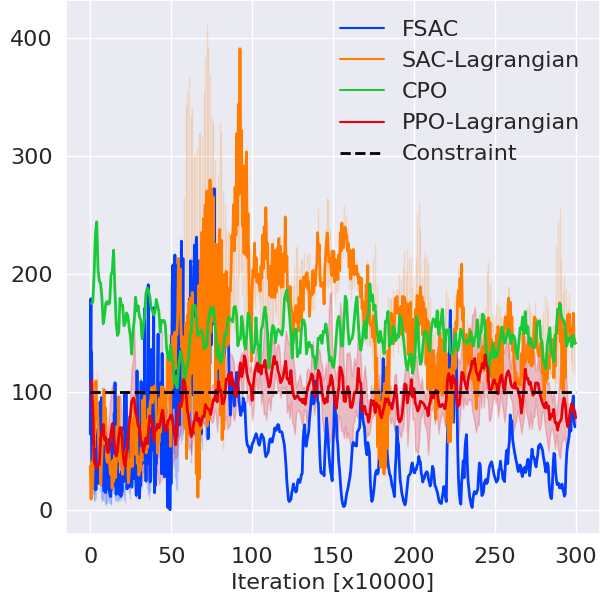 FSAC
SAC-Lagrangian
CPO
PPO-Lagrangian
Constraint
400
300
200
100
0
0 50 100 150 200 250 300
Iteration [x10000]